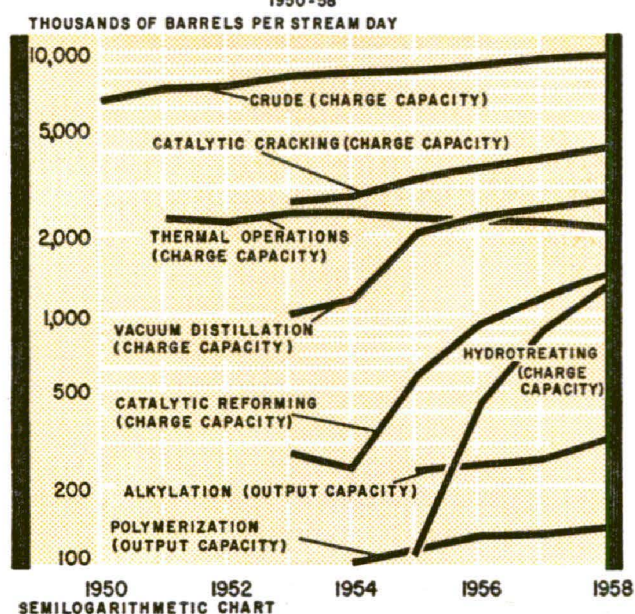 1950-58
THOUSANDS OF BARRELS PER STREAM DAY
10,000
CRUDE (CHARGE CAPACITY)
5,000
CATALYTIC CRACKING (CHARGE CAPACITY)
2,000
THERMAL OPERATIONS
(CHARGE CAPACITY)
1,000
VACUUM DISTILLATION
(CHARGE CAPACITY)
HYDROTREATING
(CHARGE
CAPACITY)
500
CATALYTIC REFORMING
(CHARGE CAPACITY)
200
ALKYLATION (OUTPUT CAPACITY)
POLYMERIZATION
(OUTPUT CAPACITY)
100
1950 1952 1954 1956 1958
SEMILOGARITHMETIC CHART